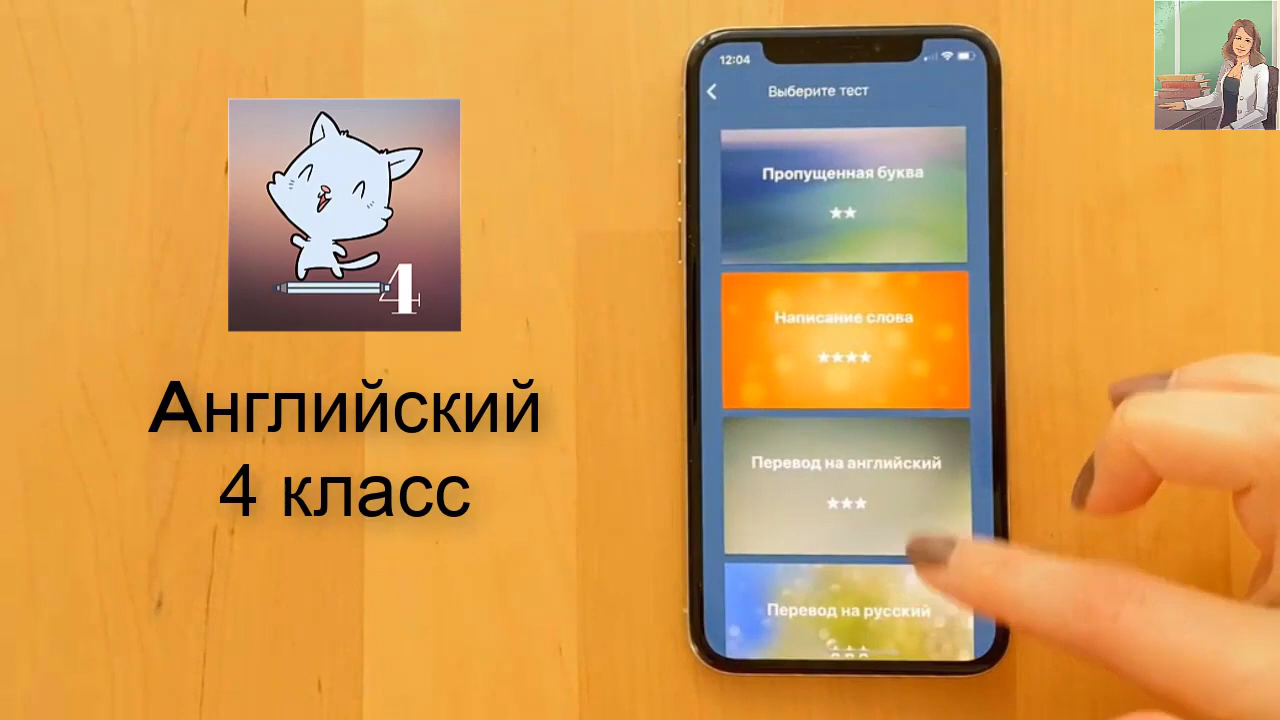 4
Английский
4 класс
12:04
Выберите тест
Пропущенная буква
Написание слова
Перевод на английский
Перевод на русский